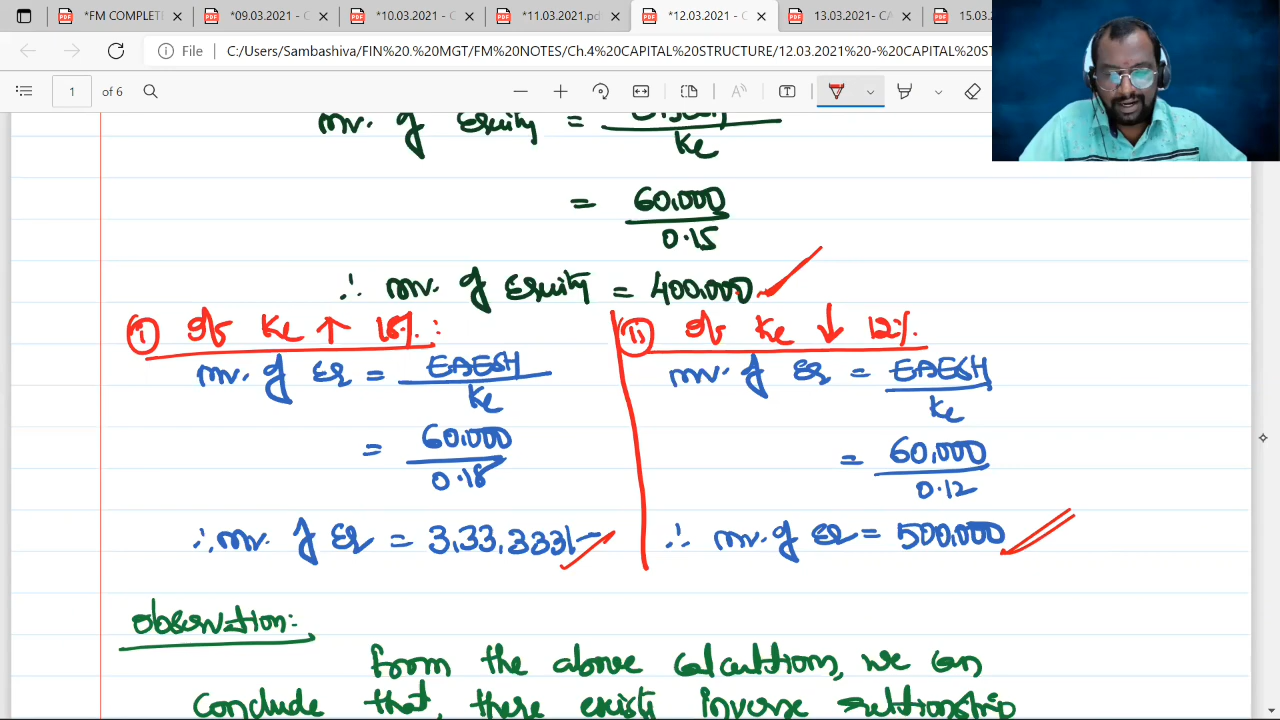 *FM COMPLETE
*09.03.2021 - C
*10.03.2021 - C
*11.03.2021.pd
*12.03.2021 - C
13.03.2021- CA
15.03
File
C:/Users/Sambashiva/FIN%20.%20MGT/FM%20NOTES/Ch.4%20CAPITAL%20STRUCTURE/12.03.2021%20-%20CAPITAL%20ST
1 of 6
mv. of Equity =
Ke
= 60,000
0.15
∴ mv. of Equity = 400,000
i) If Ke ↑ 18%:
mv. of Eq = EAESH
Ke
= 60,000
0.18
∴ mv. of Eq = 3,33,333/-
ii) If Ke ↓ 12%.
mv. of Eq = EAESH
Ke
= 60,000
0.12
∴ mv. of Eq = 500,000
Observation:
From the above calculations, we can
conclude that, there exists inverse relationship